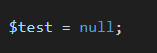 $test = null;